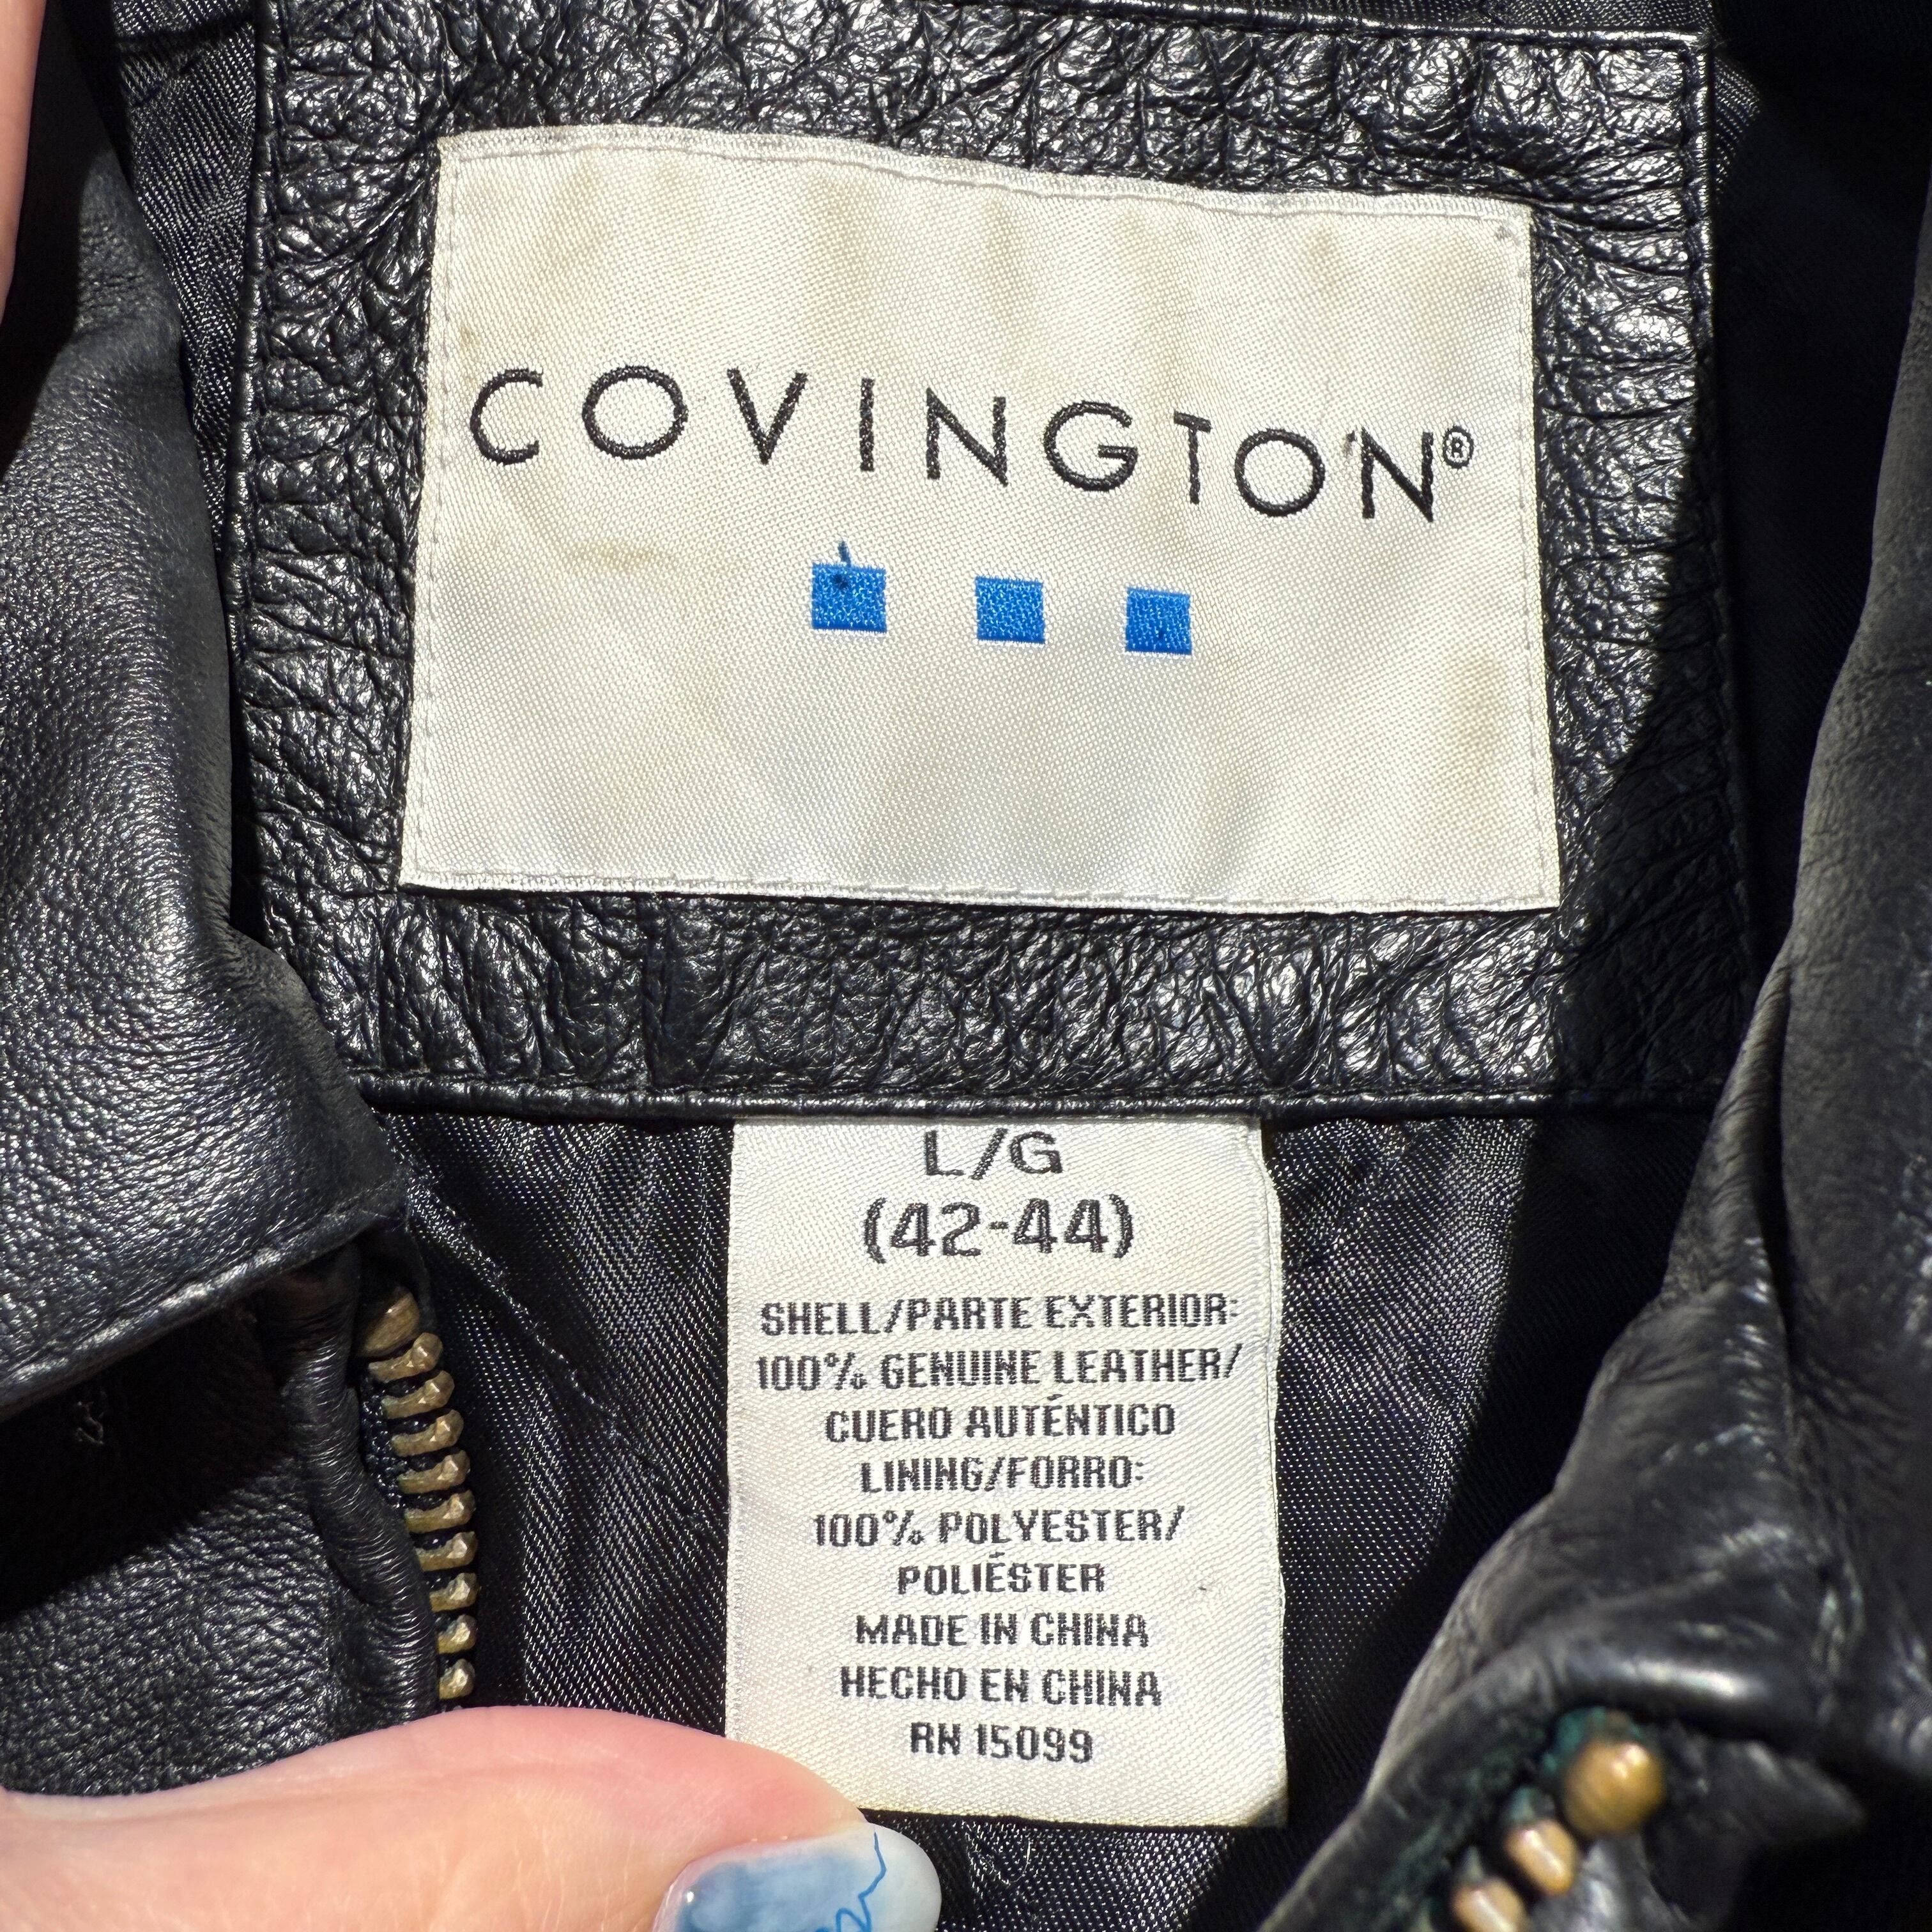 COVINGTON®
L/G
(42-44)
SHELL/PARTE EXTERIOR:
100% GENUINE LEATHER/
CUERO AUTÉNTICO
LINING/FORRO:
100% POLYESTER/
POLIÉSTER
MADE IN CHINA
HECHO EN CHINA
RN 15099